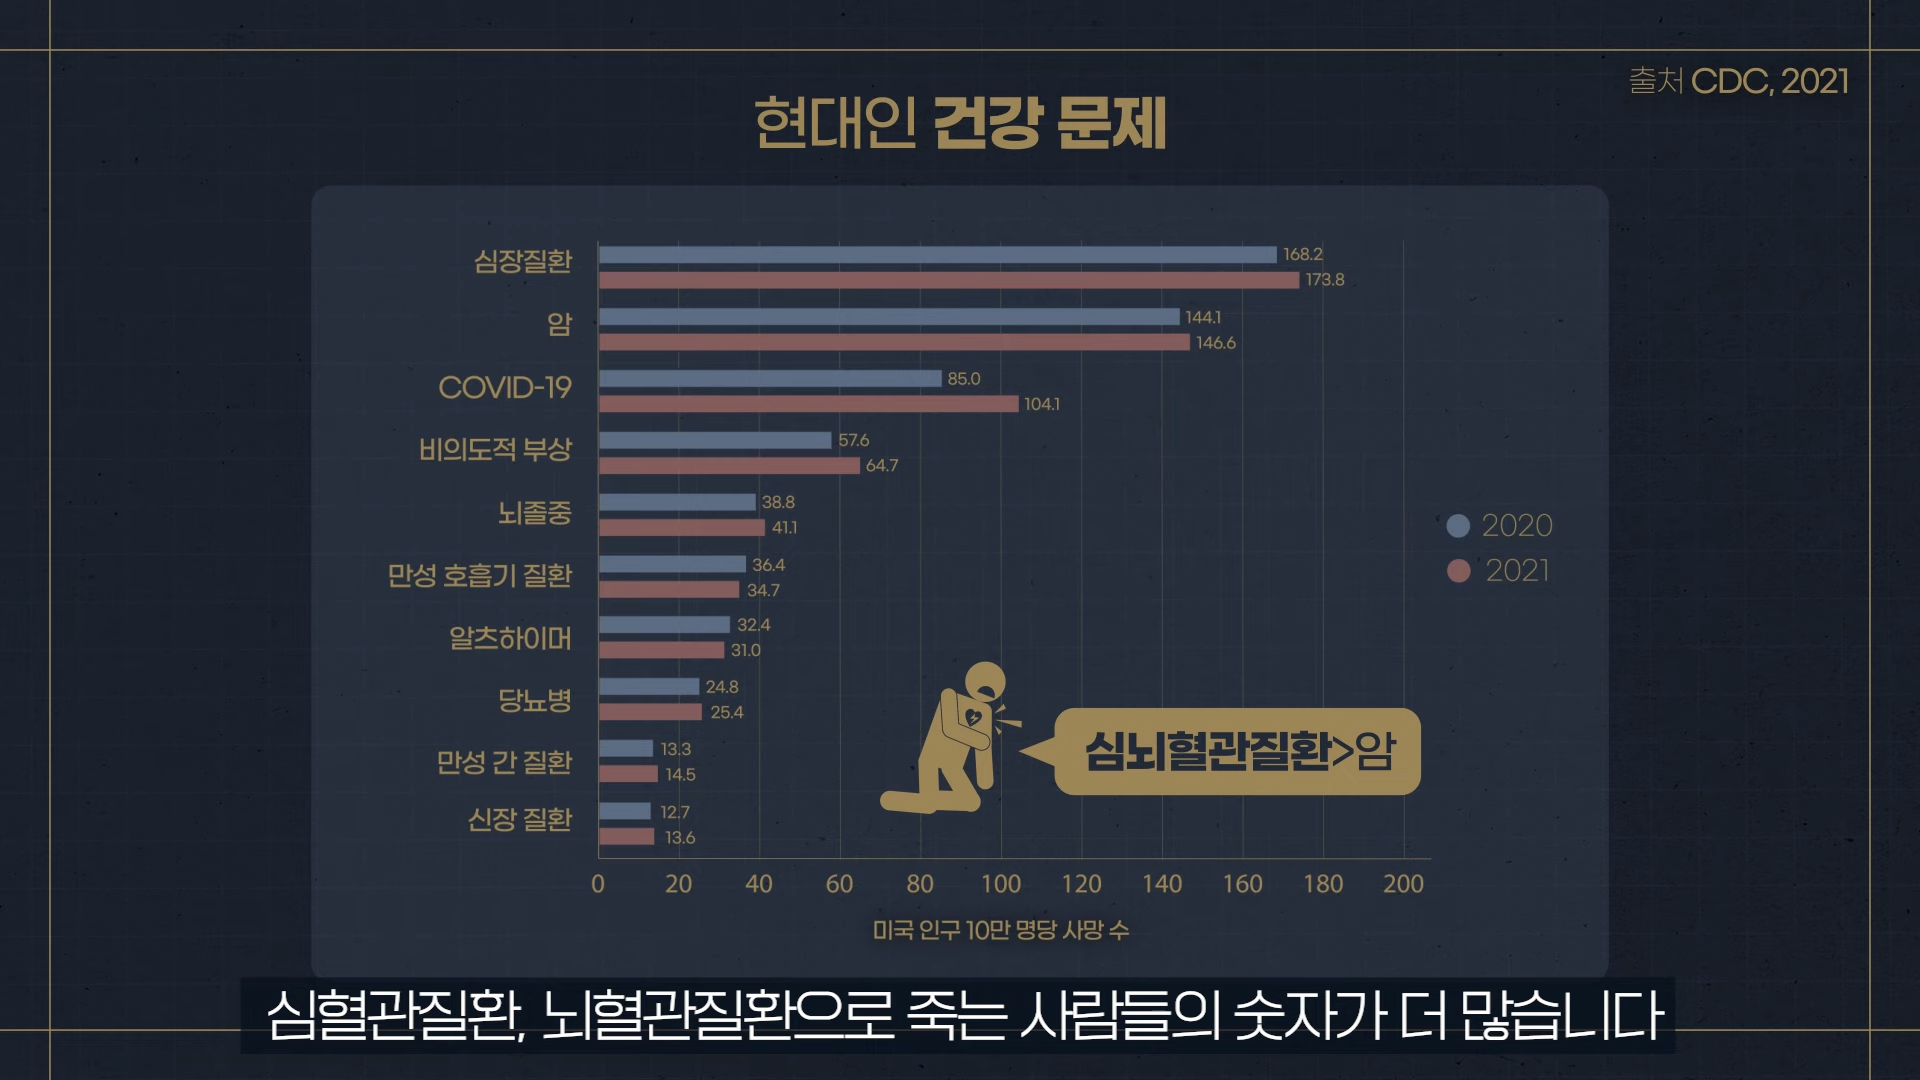 출처 CDC, 2021
현대인 건강 문제
심장질환
168.2
173.8
암
144.1
146.6
COVID-19
85.0
104.1
비의도적 부상
57.6
64.7
뇌졸중
38.8
41.1
만성 호흡기 질환
36.4
34.7
알츠하이머
32.4
31.0
당뇨병
24.8
25.4
만성 간 질환
13.3
14.5
신장 질환
12.7
13.6
2020
2021
심뇌혈관질환>암
0 20 40 60 80 100 120 140 160 180 200
미국 인구 10만 명당 사망 수
심혈관질환, 뇌혈관질환으로 죽는 사람들의 숫자가 더 많습니다